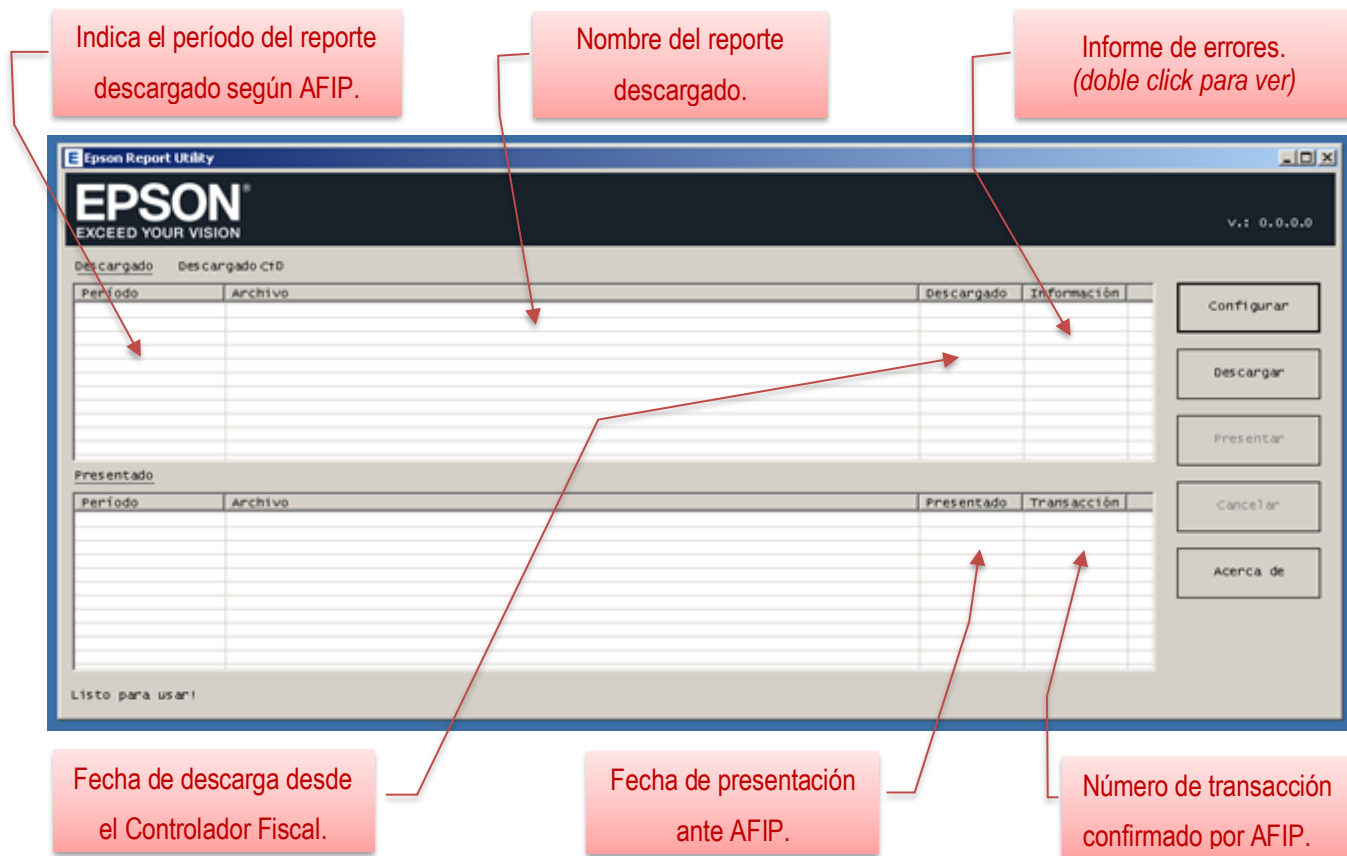 Indica el período del reporte
descargado según AFIP.
Nombre del reporte
descargado.
Informe de errores.
(doble click para ver)
E Epson Report Utility
EPSON®
EXCEED YOUR VISION
v.: 0.0.0.0
Descargado Descargado CTD
Período Archivo Descargado Información
Configurar
Descargar
Presentar
Presentado
Período Archivo Presentado Transacción
Cancelar
Acerca de
Listo para usar!
Fecha de descarga desde
el Controlador Fiscal.
Fecha de presentación
ante AFIP.
Número de transacción
confirmado por AFIP.